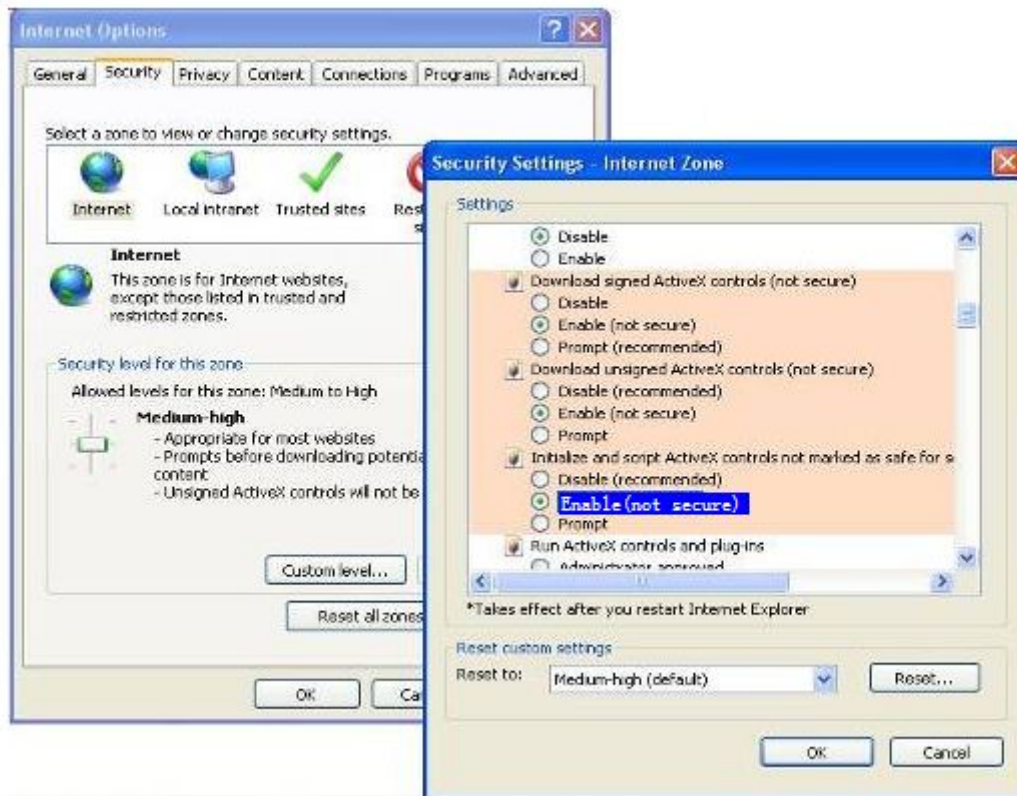 Internet Options
General Security Privacy Content Connections Programs Advanced
Select a zone to view or change security settings.
Internet Local intranet Trusted sites
Internet
This zone is for Internet websites,
except those listed in trusted and
restricted zones.
Security level for this zone
Allowed levels for this zone: Medium to High
Medium-high
- Appropriate for most websites
- Prompts before downloading
content
- Unsigned ActiveX controls will not be
Custom level...
Reset all zones
OK
Security Settings - Internet Zone
Settings
Disable
Enable
Download signed ActiveX controls (not secure)
Disable
Enable (not secure)
Prompt (recommended)
Download unsigned ActiveX controls (not secure)
Disable (recommended)
Enable (not secure)
Prompt
Initialize and script ActiveX controls not marked as safe for s
Disable (recommended)
Enable(not secure)
Prompt
Run ActiveX controls and plug-ins
Administrator approved
*Takes effect after you restart Internet Explorer
Reset custom settings
Reset to: Medium-high (default) Reset...
OK Cancel